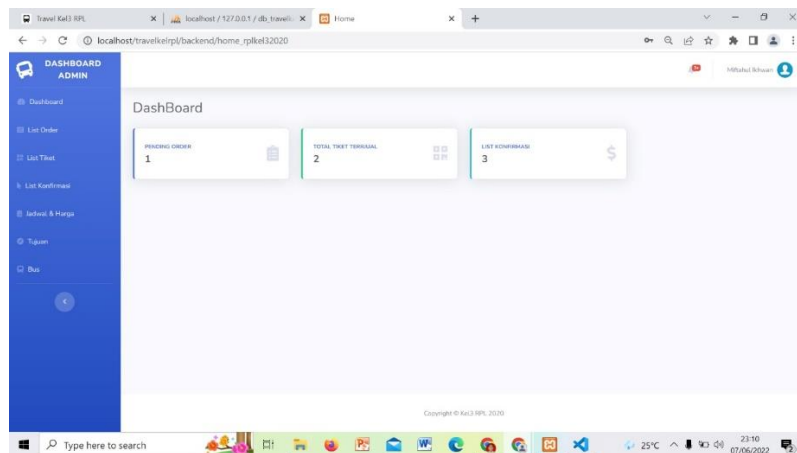 Travel Kel3 RPL
localhost / 127.0.0.1 / db_traveli
Home
localhost/travelkelrpl/backend/home_rplkel32020
DASHBOARD
ADMIN
Miftahul Ikhwan
Dashboard
DashBoard
List Order
List Tiket
List Konfirmasi
Jadwal & Harga
Tujuan
Bus
PENDING ORDER
1
TOTAL TIKET TERJUAL
2
LIST KONFIRMASI
3
$
Copyright © Kel3 RPL 2020
Type here to search
25°C
23:10
07/06/2022